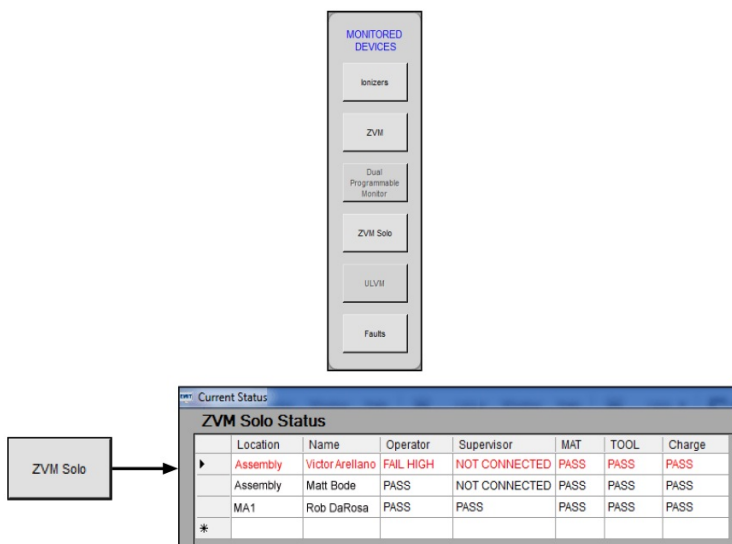 MONITORED
DEVICES
Ionizers
ZVM
Dual
Programmable
Monitor
ZVM Solo
ULVM
Faults
Current Status
ZVM Solo Status
Location Name Operator Supervisor MAT TOOL Charge
Assembly Victor Arellano FAIL HIGH NOT CONNECTED PASS PASS PASS
Assembly Matt Bode PASS NOT CONNECTED PASS PASS PASS
MA1 Rob DaRosa PASS PASS PASS PASS PASS
ZVM Solo